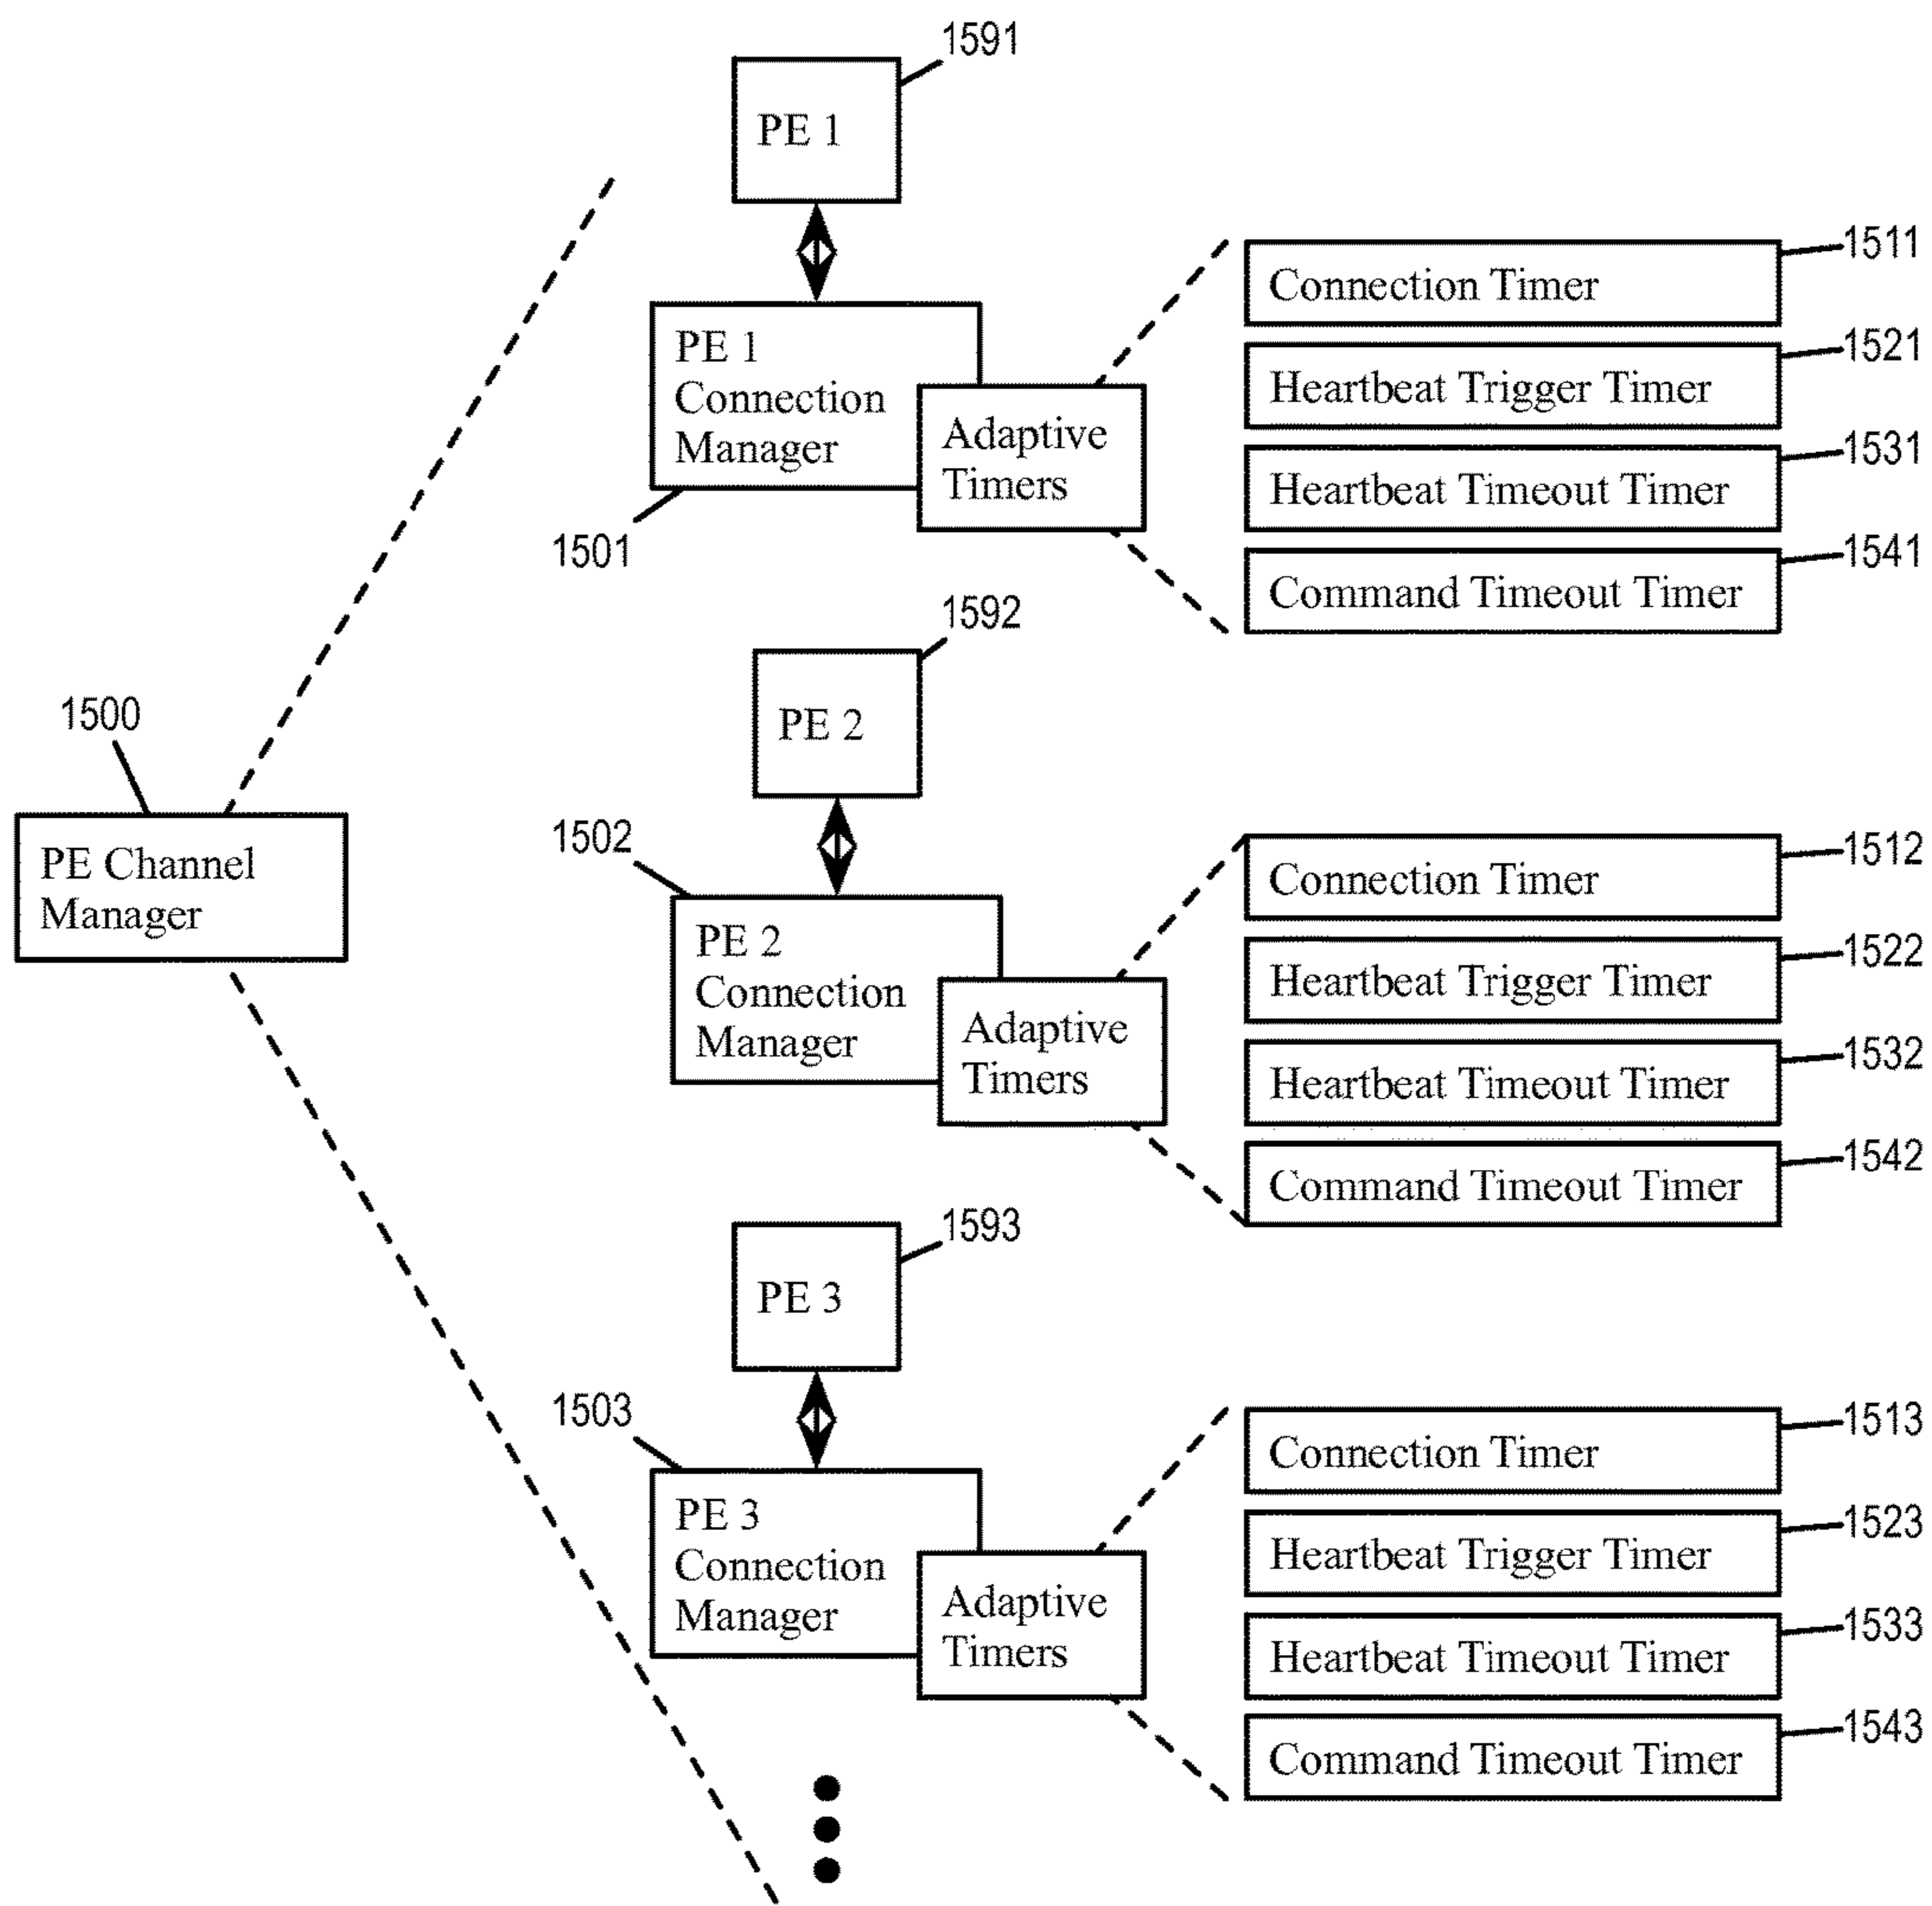 1591
PE 1
1511
Connection Timer
1521
PE 1
Connection
Manager
Heartbeat Trigger Timer
Adaptive
Timers
1531
Heartbeat Timeout Timer
1501
1541
Command Timeout Timer
1592
PE 2
1500
PE Channel
Manager
1502
1512
Connection Timer
PE 2
Connection
Manager
1522
Heartbeat Trigger Timer
Adaptive
Timers
1532
Heartbeat Timeout Timer
1542
Command Timeout Timer
1593
PE 3
1503
1513
Connection Timer
PE 3
Connection
Manager
1523
Heartbeat Trigger Timer
Adaptive
Timers
1533
Heartbeat Timeout Timer
1543
Command Timeout Timer